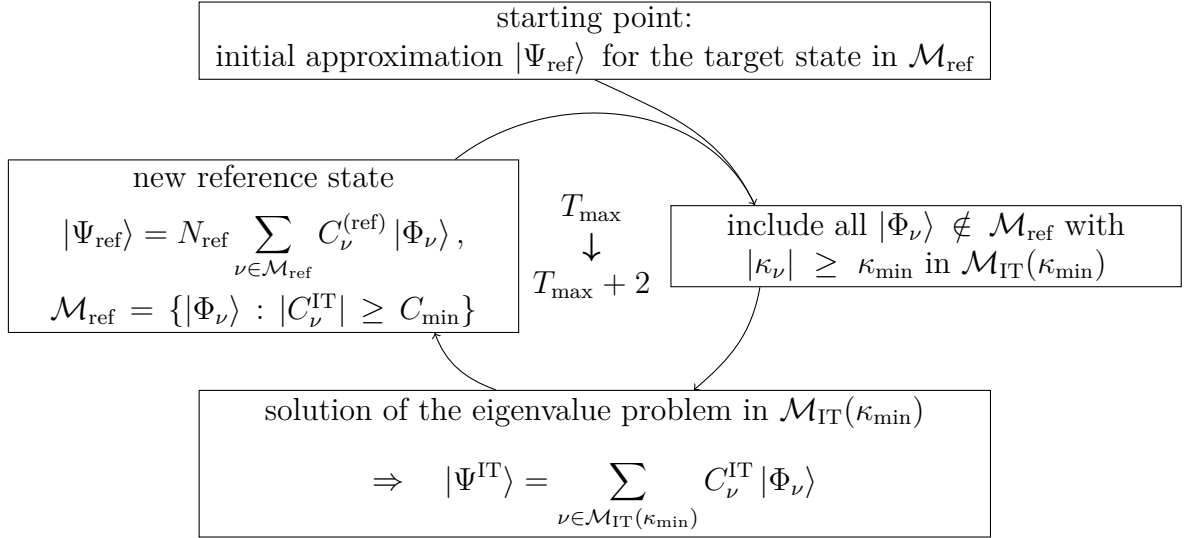 starting point:
initial approximation |Ψ_ref⟩ for the target state in ℳ_ref
new reference state
|Ψ_ref⟩ = N_ref ∑_{ν∈ℳ_ref} C_ν^{(ref)} |Φ_ν⟩ ,
ℳ_ref = {|Φ_ν⟩ : |C_ν^{IT}| ≥ C_min}
T_max
↓
T_max + 2
include all |Φ_ν⟩ ∉ ℳ_ref with
|κ_ν| ≥ κ_min in ℳ_IT(κ_min)
solution of the eigenvalue problem in ℳ_IT(κ_min)
⇒ |Ψ^{IT}⟩ = ∑_{ν∈ℳ_IT(κ_min)} C_ν^{IT} |Φ_ν⟩